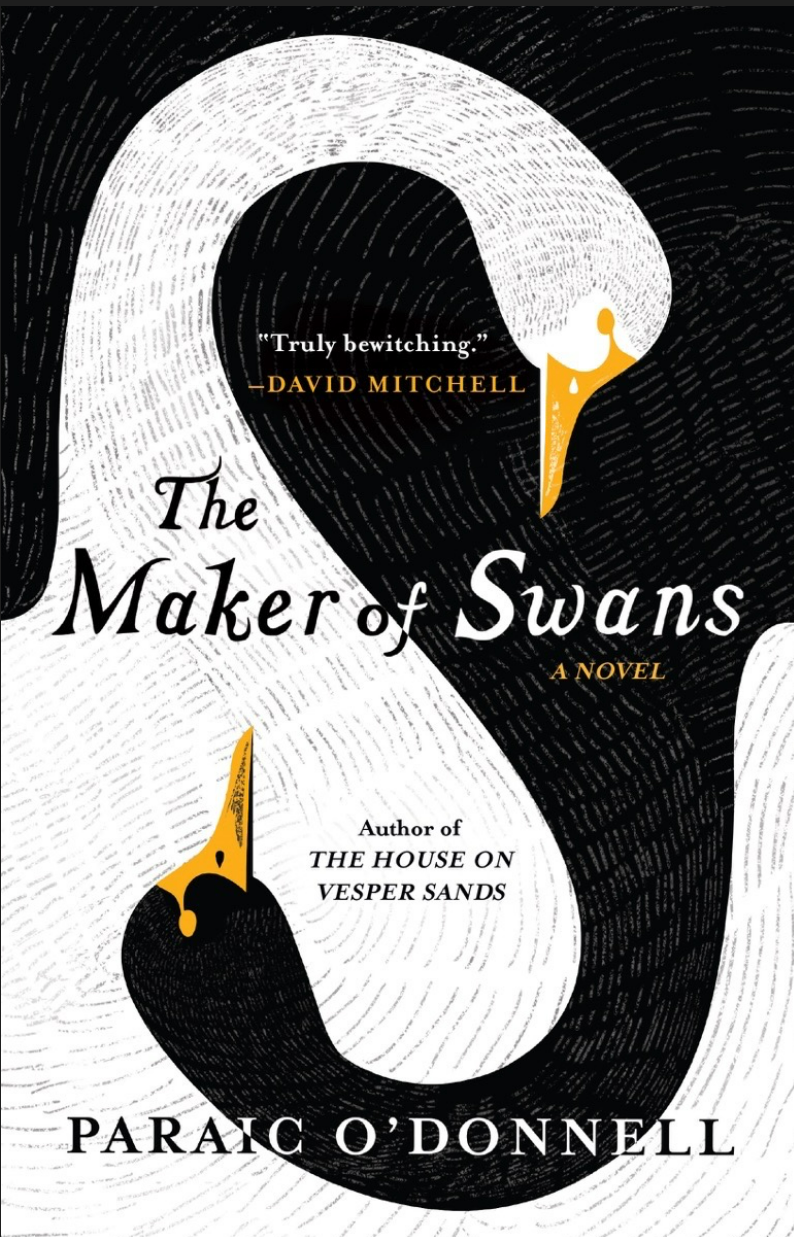 "Truly bewitching."
—DAVID MITCHELL
The
Maker of Swans
A NOVEL
Author of
THE HOUSE ON
VESPER SANDS
PARAIC O'DONNELL